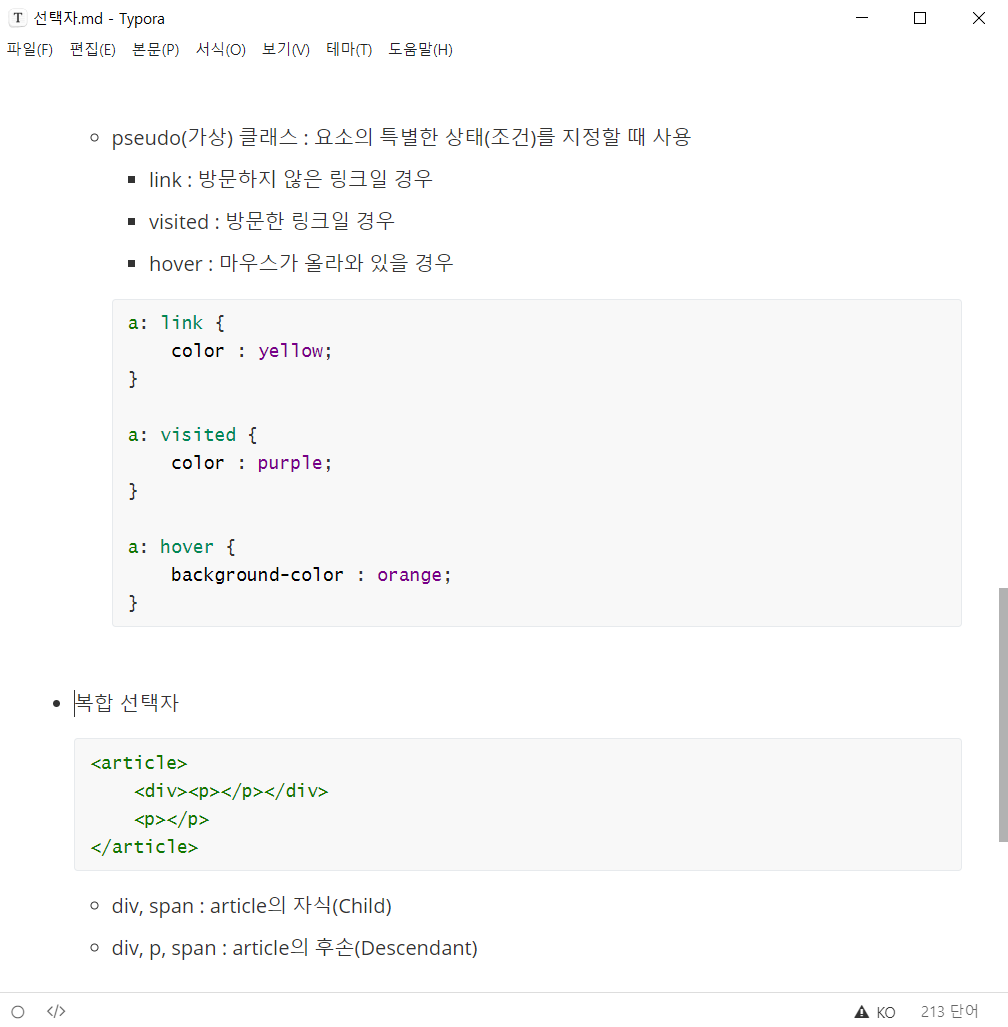 선택자.md - Typora
파일(F) 편집(E) 본문(P) 서식(O) 보기(V) 테마(T) 도움말(H)
pseudo(가상) 클래스 : 요소의 특별한 상태(조건)를 지정할 때 사용
link : 방문하지 않은 링크일 경우
visited : 방문한 링크일 경우
hover : 마우스가 올라와 있을 경우
a: link {
    color : yellow;
}
a: visited {
    color : purple;
}
a: hover {
    background-color : orange;
}
복합 선택자
<article>
    <div><p></p></div>
    <p></p>
</article>
div, span : article의 자식(Child)
div, p, span : article의 후손(Descendant)
KO 213 단어